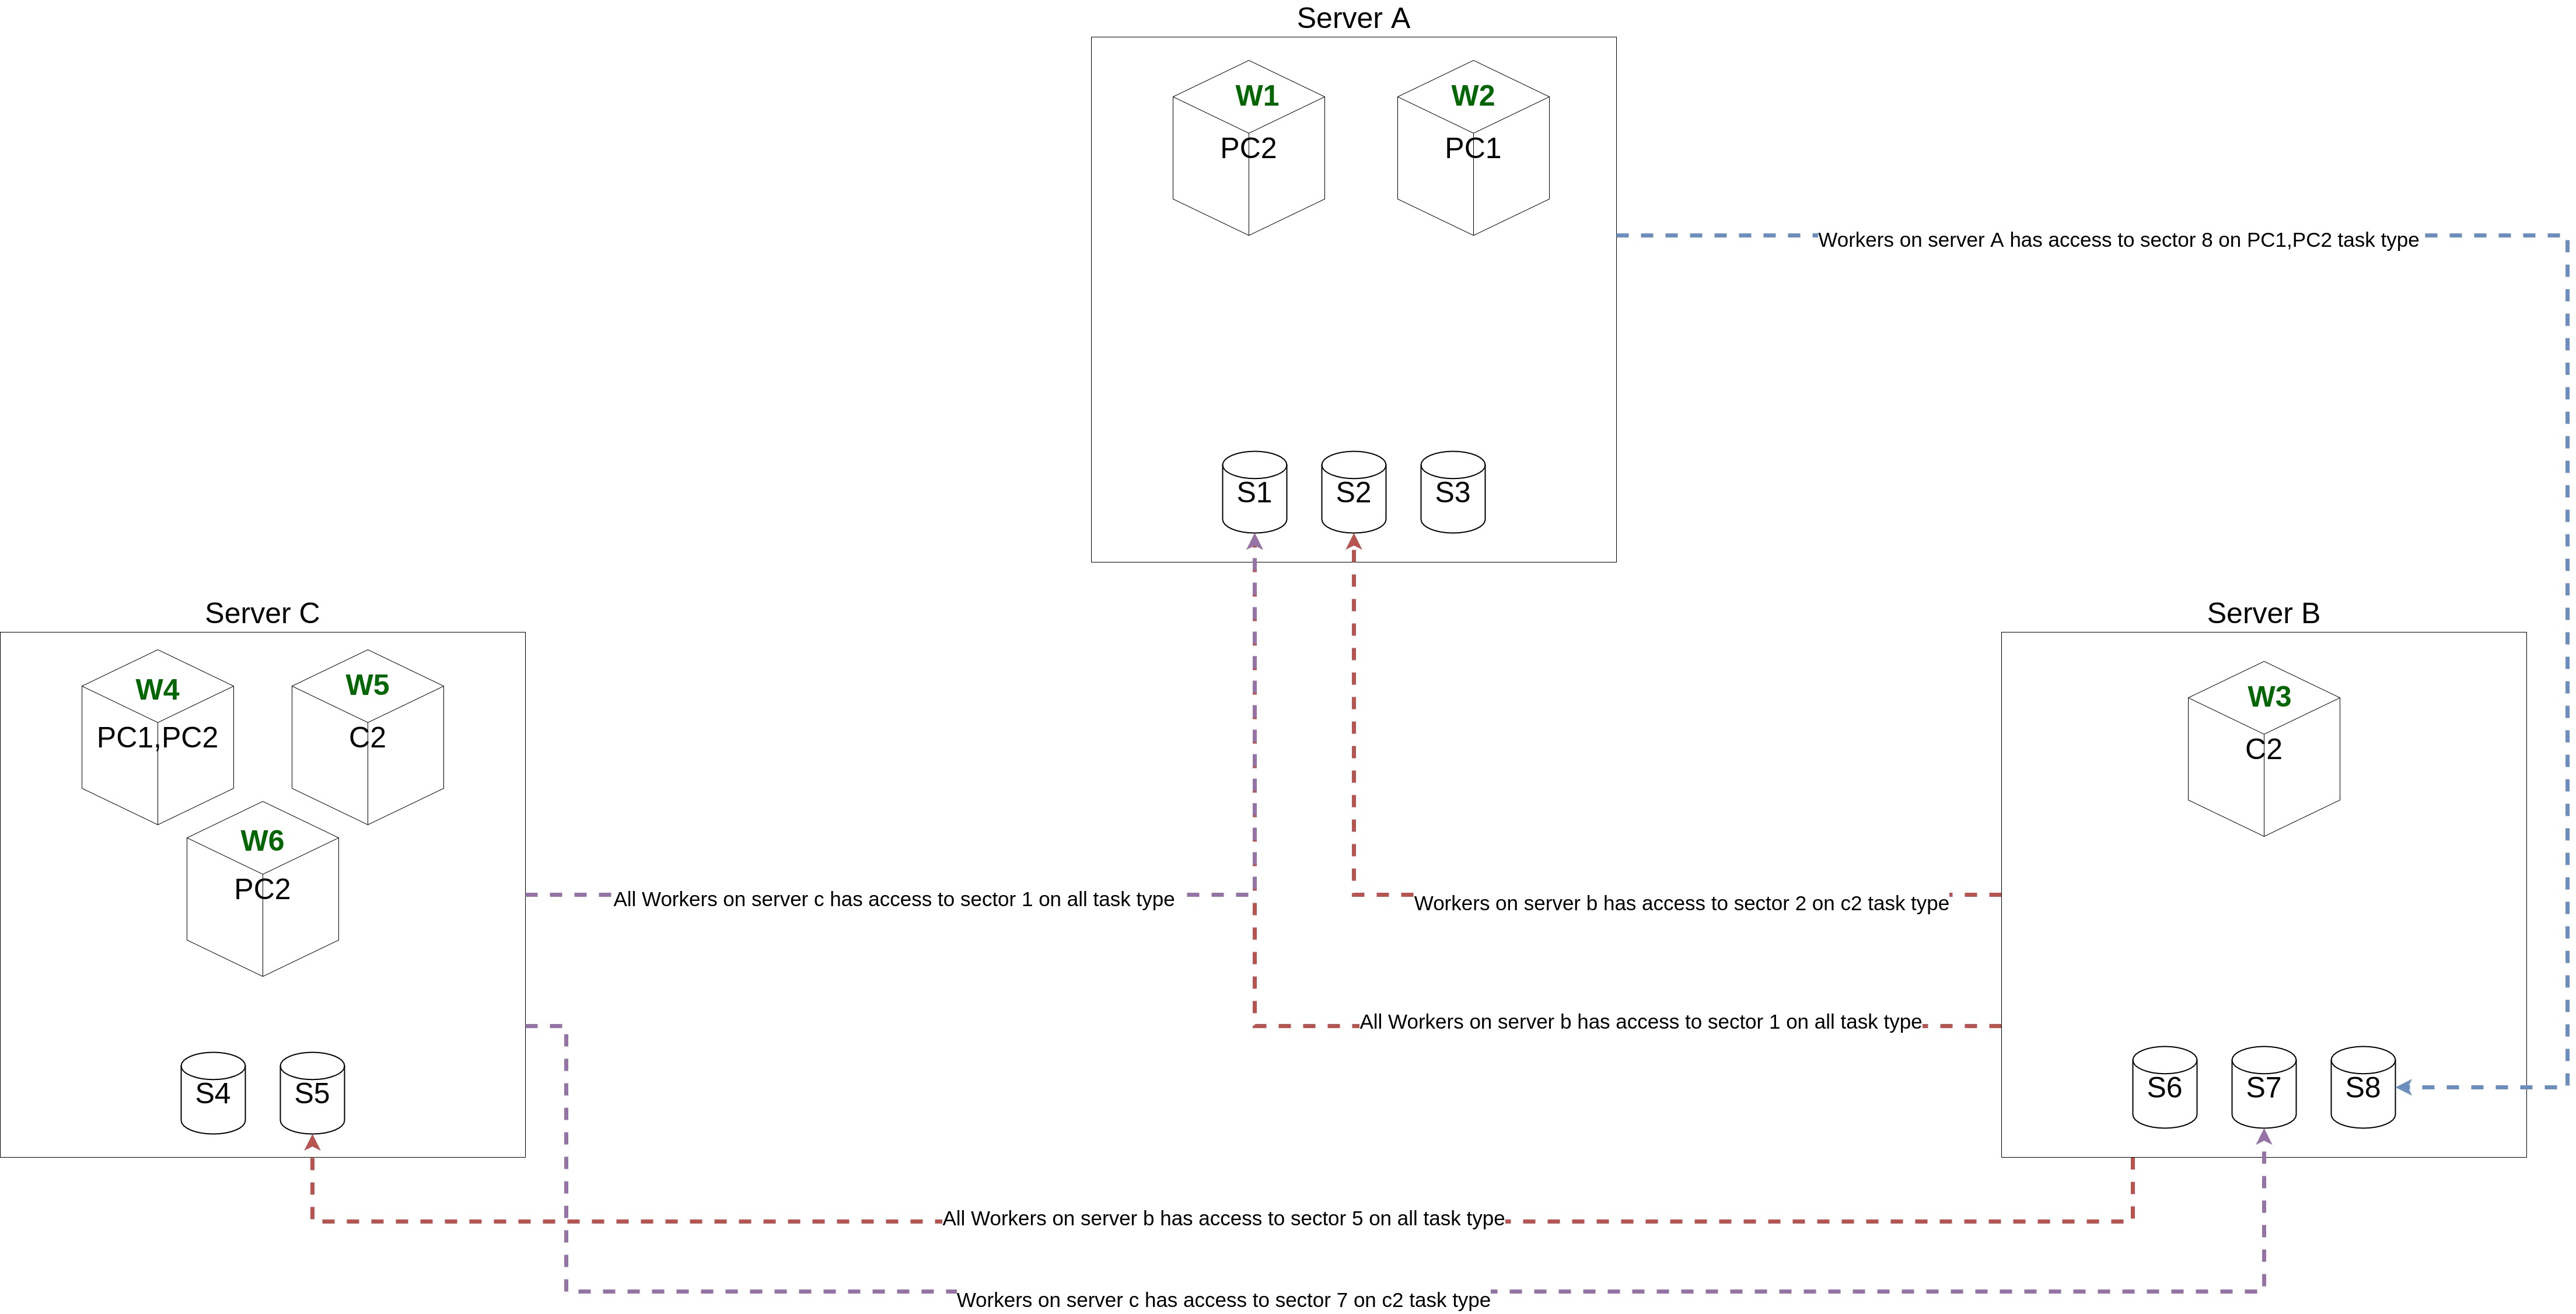 Server A
W1
W2
PC2
PC1
Workers on server A has access to sector 8 on PC1,PC2 task type
S1
S2
S3
Server C
Server B
W4
W5
W3
PC1,PC2
C2
C2
W6
PC2
All Workers on server c has access to sector 1 on all task type
Workers on server b has access to sector 2 on c2 task type
All Workers on server b has access to sector 1 on all task type
S4
S5
S6
S7
S8
All Workers on server b has access to sector 5 on all task type
Workers on server c has access to sector 7 on c2 task type